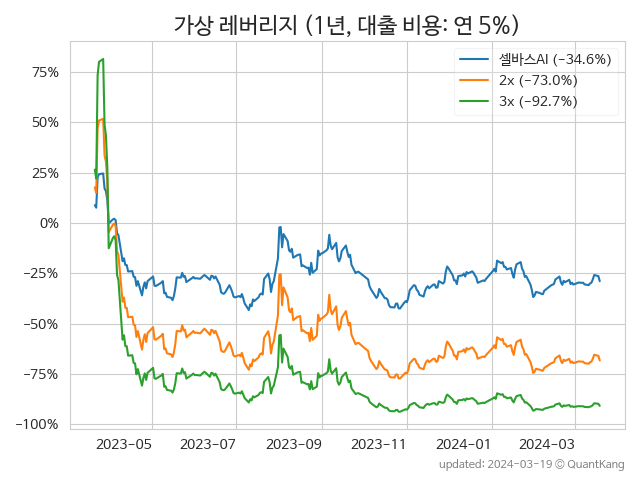 가상 레버리지 (1년, 대출 비용: 연 5%)
셀바스AI (−34.6%)
2x (−73.0%)
3x (−92.7%)
75%
50%
25%
0%
−25%
−50%
−75%
−100%
2023-05 2023-07 2023-09 2023-11 2024-01 2024-03
updated: 2024-03-19 © QuantKang